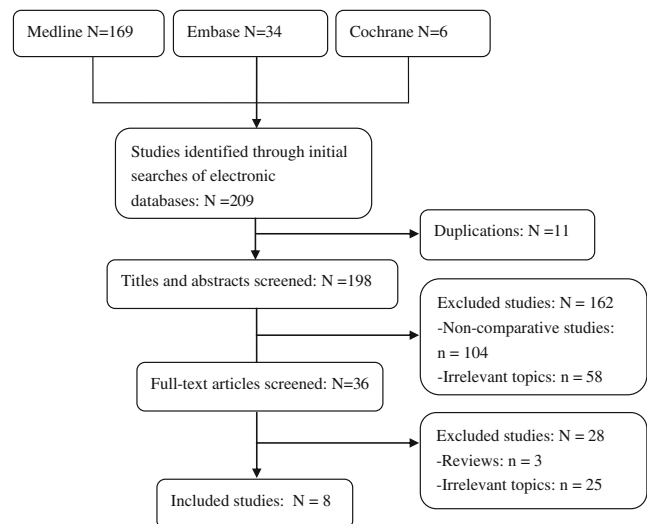 Medline N=169
Embase N=34
Cochrane N=6
Studies identified through initial
searches of electronic
databases: N =209
Duplications: N =11
Titles and abstracts screened: N =198
Excluded studies: N = 162
-Non-comparative studies:
n = 104
-Irrelevant topics: n = 58
Full-text articles screened: N=36
Excluded studies: N = 28
-Reviews: n = 3
-Irrelevant topics: n = 25
Included studies: N = 8